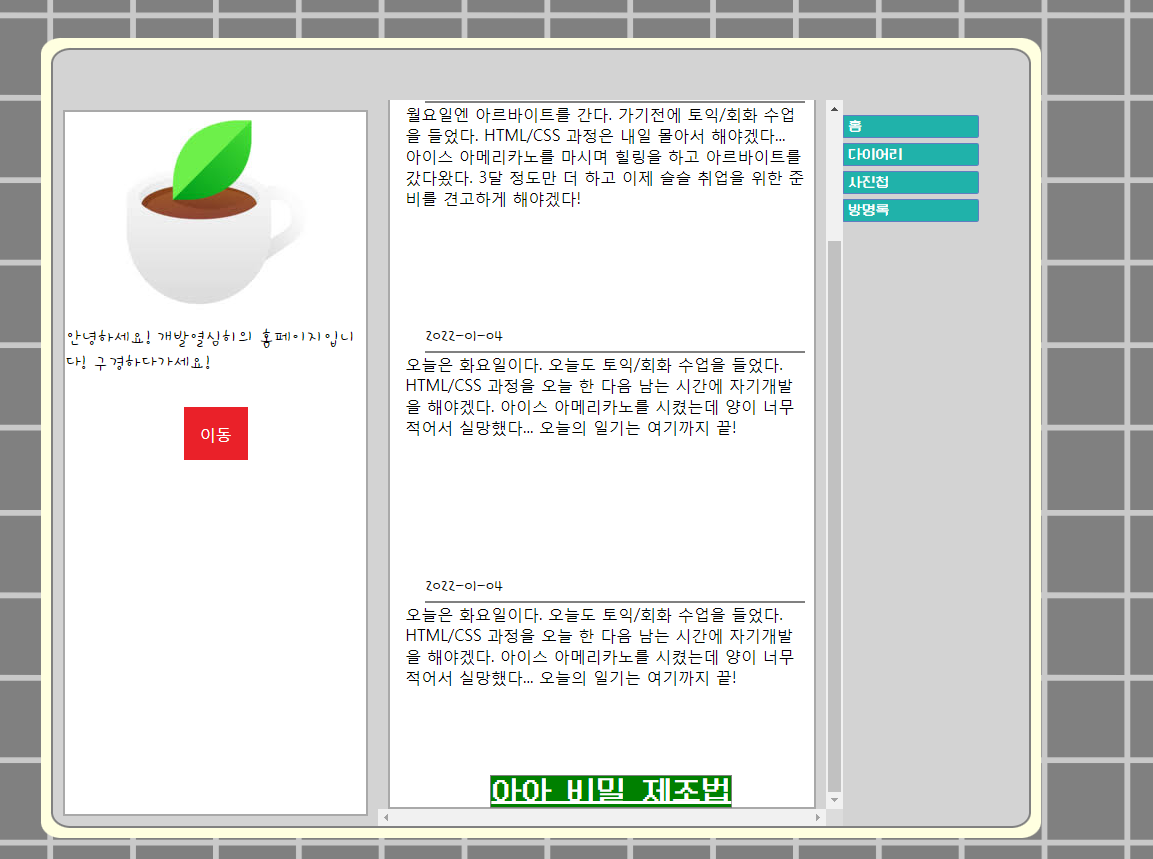 안녕하세요! 개발열심히의 홈페이지입니
다! 구경하다가세요!
이동
월요일엔 아르바이트를 간다. 가기전에 토익/회화 수업
을 들었다. HTML/CSS 과정은 내일 몰아서 해야겠다...
아이스 아메리카노를 마시며 힐링을 하고 아르바이트를
갔다왔다. 3달 정도만 더 하고 이제 슬슬 취업을 위한 준
비를 견고하게 해야겠다!
2022-01-04
오늘은 화요일이다. 오늘도 토익/회화 수업을 들었다.
HTML/CSS 과정을 오늘 한 다음 남는 시간에 자기개발
을 해야겠다. 아이스 아메리카노를 시켰는데 양이 너무
적어서 실망했다... 오늘의 일기는 여기까지 끝!
2022-01-04
오늘은 화요일이다. 오늘도 토익/회화 수업을 들었다.
HTML/CSS 과정을 오늘 한 다음 남는 시간에 자기개발
을 해야겠다. 아이스 아메리카노를 시켰는데 양이 너무
적어서 실망했다... 오늘의 일기는 여기까지 끝!
아아 비밀 제조법
홈
다이어리
사진첩
방명록